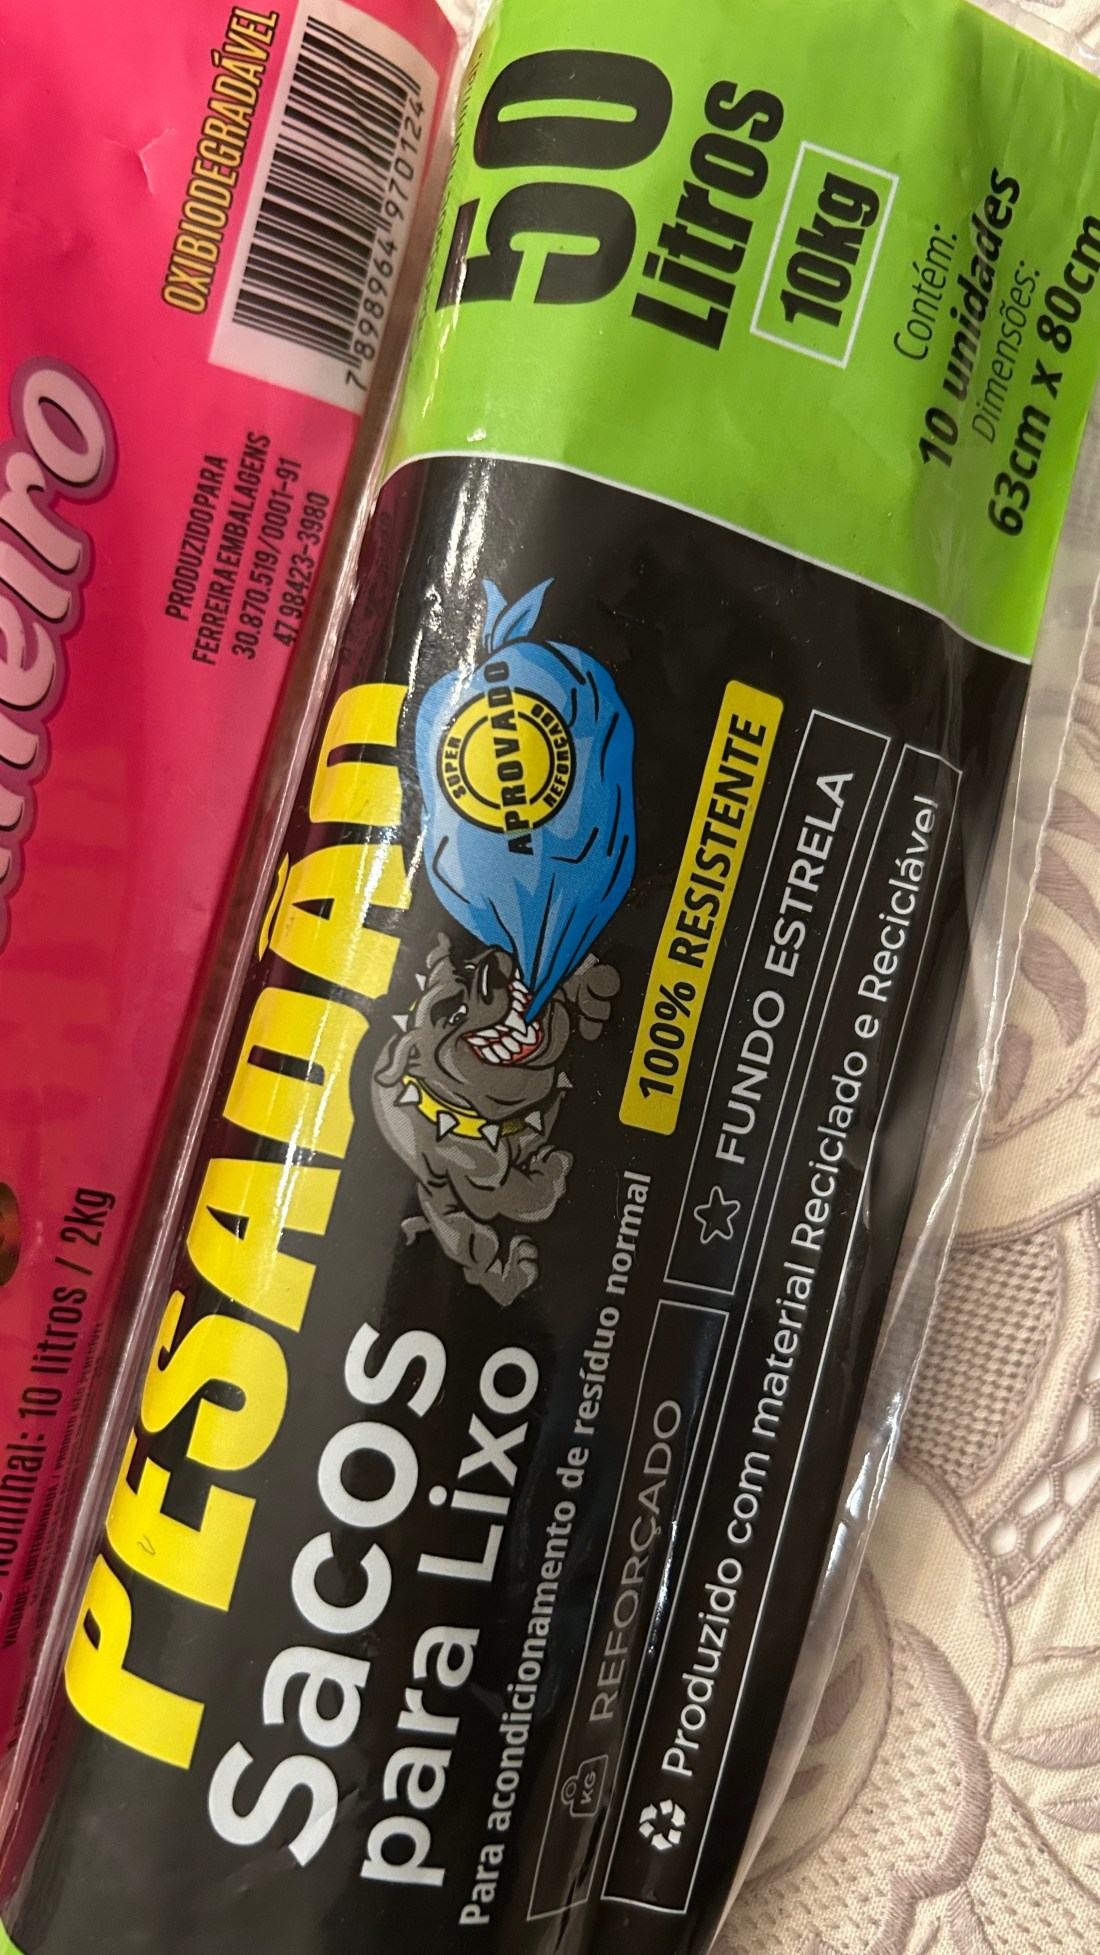 OXIBIODEGRADÁVEL
7 898964 970124
PRODUZIDO PARA
FERREIRA EMBALAGENS
30.870.519/0001-91
47 98423-3980
10 litros / 2kg
PESADÃO
Sacos
para Lixo
Para acondicionamento de resíduo normal
SUPER
APROVADO
REFORÇADO
100% RESISTENTE
KG
REFORÇADO
FUNDO ESTRELA
Produzido com material Reciclado e Reciclável
50
Litros
10kg
Contém:
10 unidades
Dimensões:
63cm x 80cm